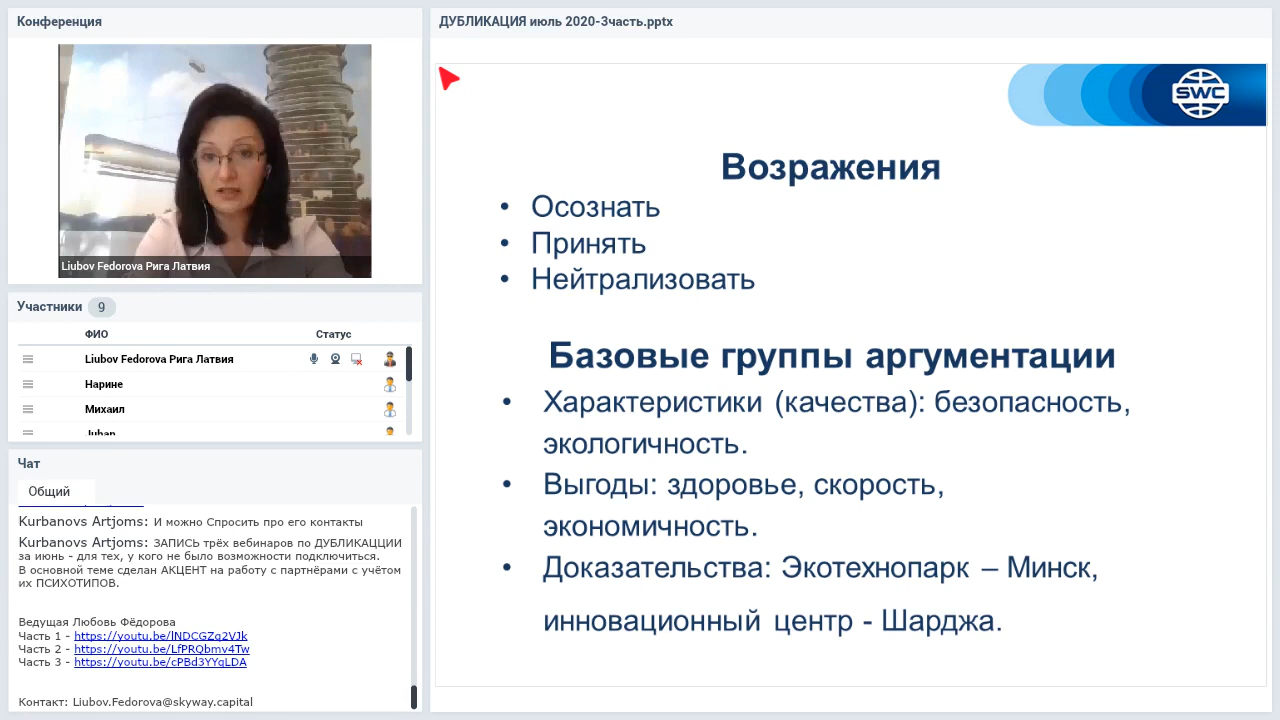 Конференция
Liubov Fedorova Рига Латвия
Участники 9
ФИО Статус
Liubov Fedorova Рига Латвия
Нарине
Михаил
Чат
Общий
Kurbanovs Artjoms: И можно Спросить про его контакты
Kurbanovs Artjoms: ЗАПИСЬ трёх вебинаров по ДУБЛИКАЦЦИИ
за июнь - для тех, у кого не было возможности подключиться.
В основной теме сделан АКЦЕНТ на работу с партнёрами с учётом
их ПСИХОТИПОВ.
Ведущая Любовь Фёдорова
Часть 1 - https://youtu.be/lNDCGZq2VJk
Часть 2 - https://youtu.be/LfPRQbmv4Tw
Часть 3 - https://youtu.be/cPBd3YYqLDA
Контакт: Liubov.Fedorova@skyway.capital
ДУБЛИКАЦИЯ июль 2020-3часть.pptx
SWC
Возражения
• Осознать
• Принять
• Нейтрализовать
Базовые группы аргументации
• Характеристики (качества): безопасность,
экологичность.
• Выгоды: здоровье, скорость,
экономичность.
• Доказательства: Экотехнопарк – Минск,
инновационный центр - Шарджа.